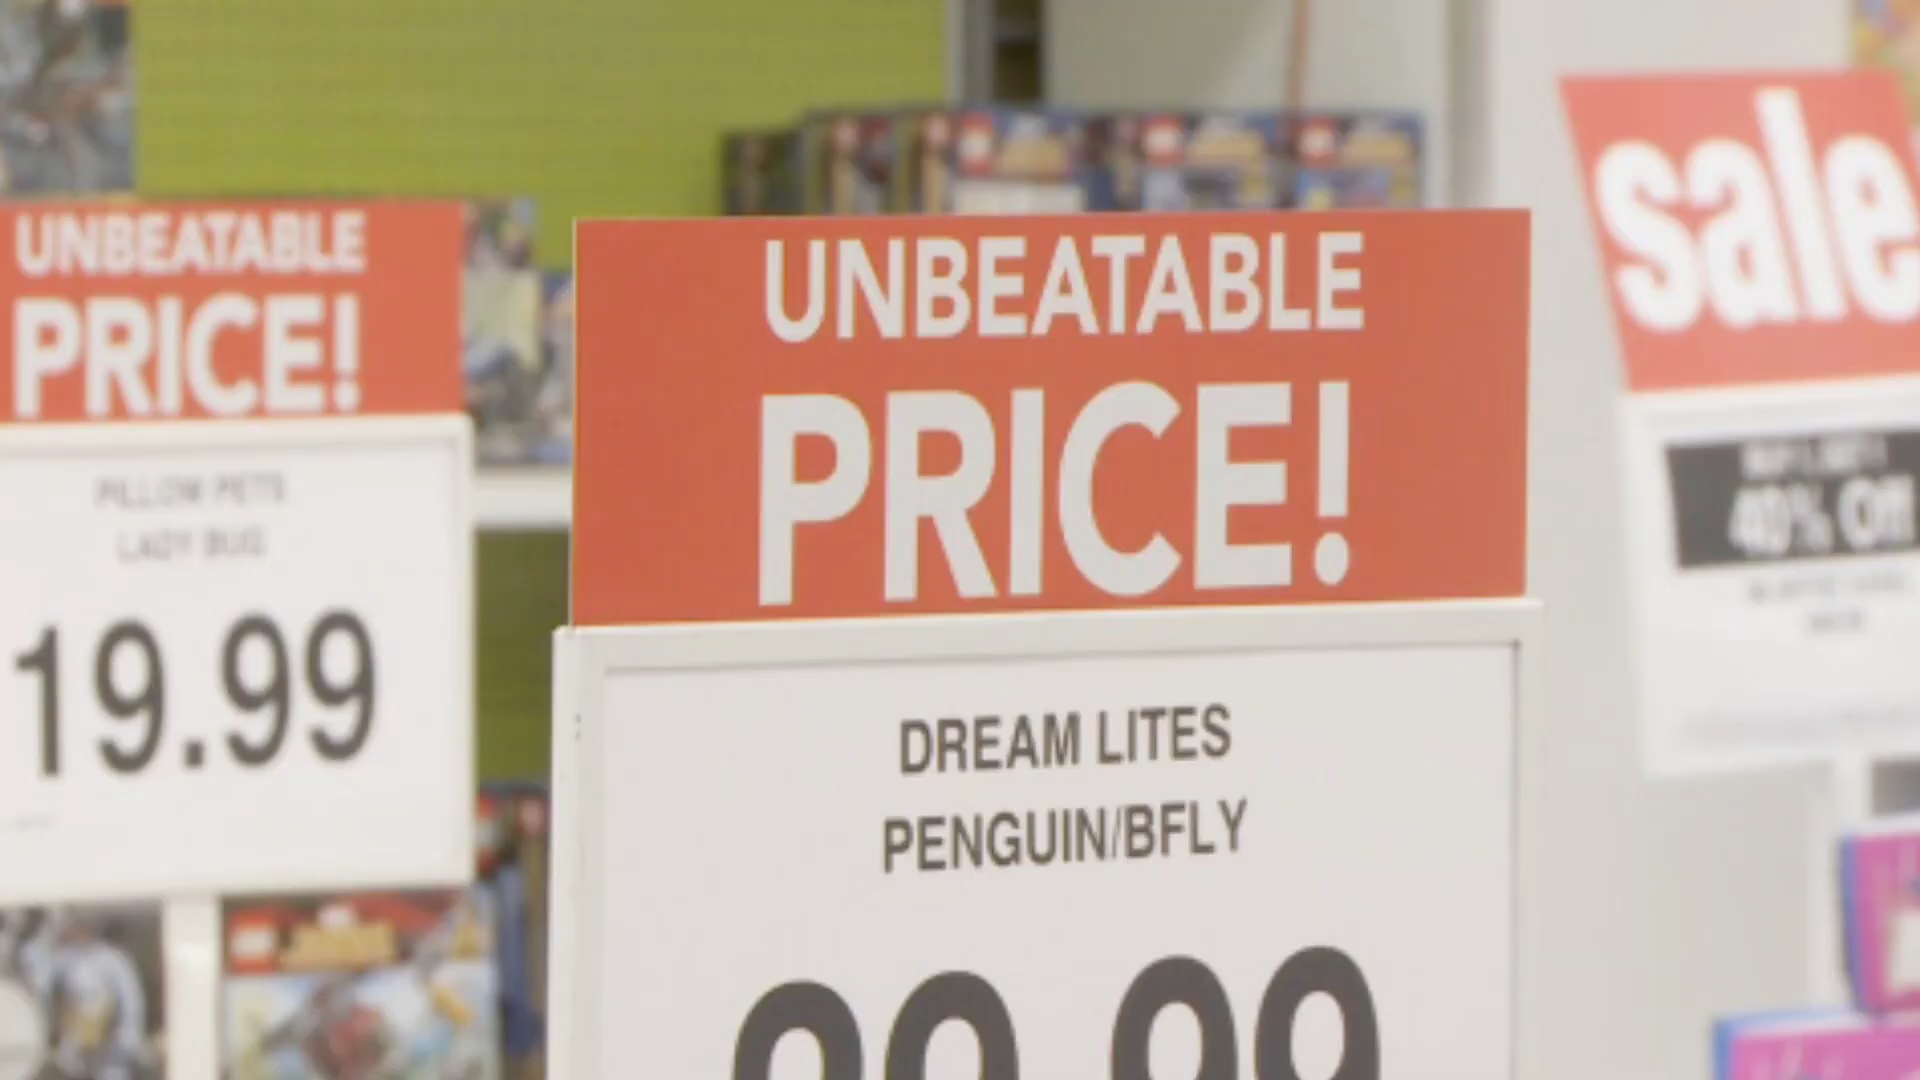 UNBEATABLE
PRICE!
PILLOW PETS
LADY BUG
19.99
UNBEATABLE
PRICE!
DREAM LITES
PENGUIN/BFLY
sale
40% Off